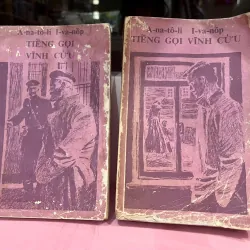 A-na-tô-li I-va-nốp
TIẾNG GỌI
VĨNH CỬU
A-na-tô-li I-va-nốp
TIẾNG GỌI VĨNH CỬU